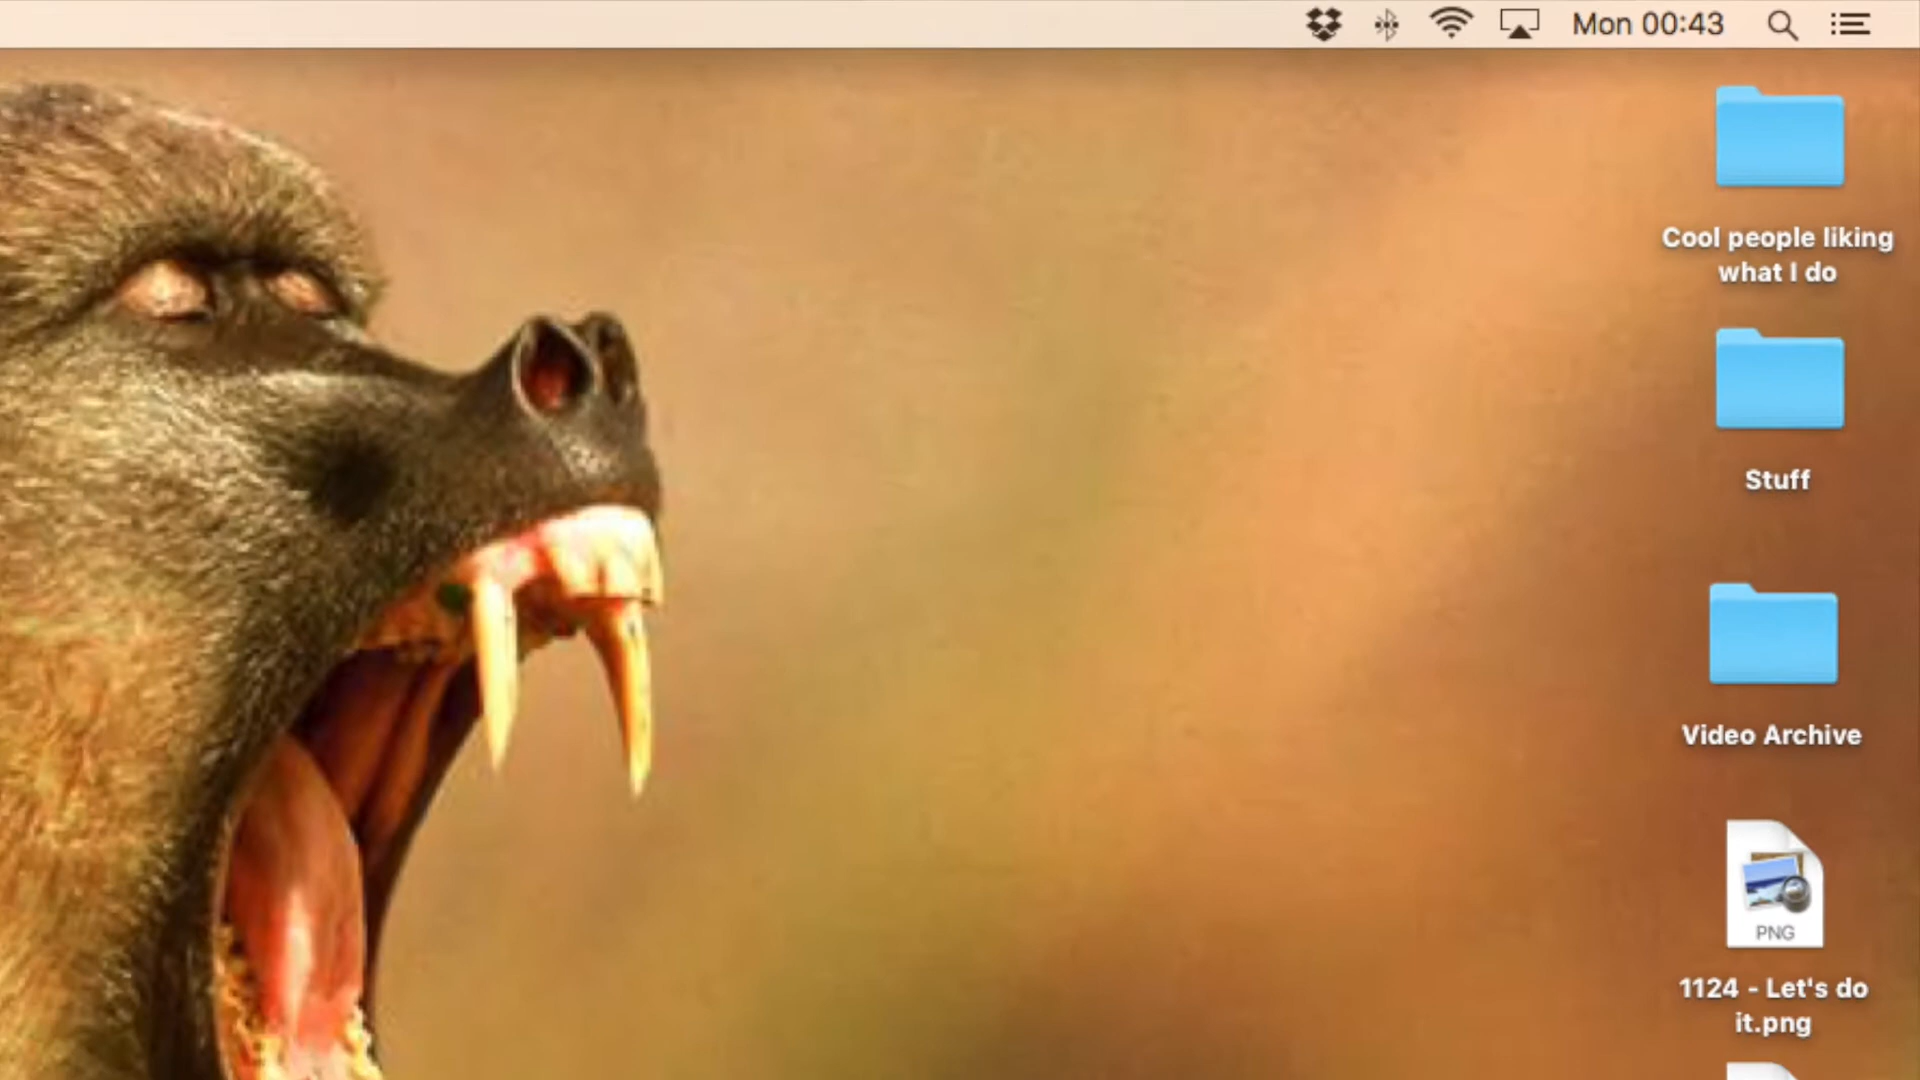 Mon 00:43
Cool people liking
what I do
Stuff
Video Archive
PNG
1124 - Let's do
it.png